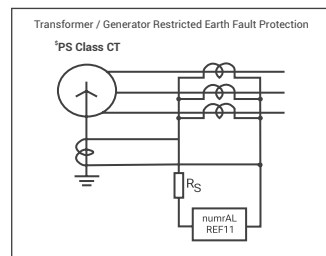 Transformer / Generator Restricted Earth Fault Protection
$PS Class CT
RS
numrAL
REF11